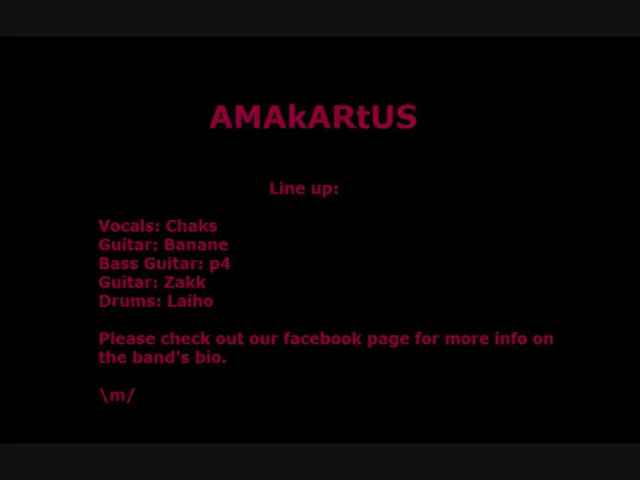 AMAkARtUS
Line up:
Vocals: Chaks
Guitar: Banane
Bass Guitar: p4
Guitar: Zakk
Drums: Laiho
Please check out our facebook page for more info on
the band's bio.
\m/